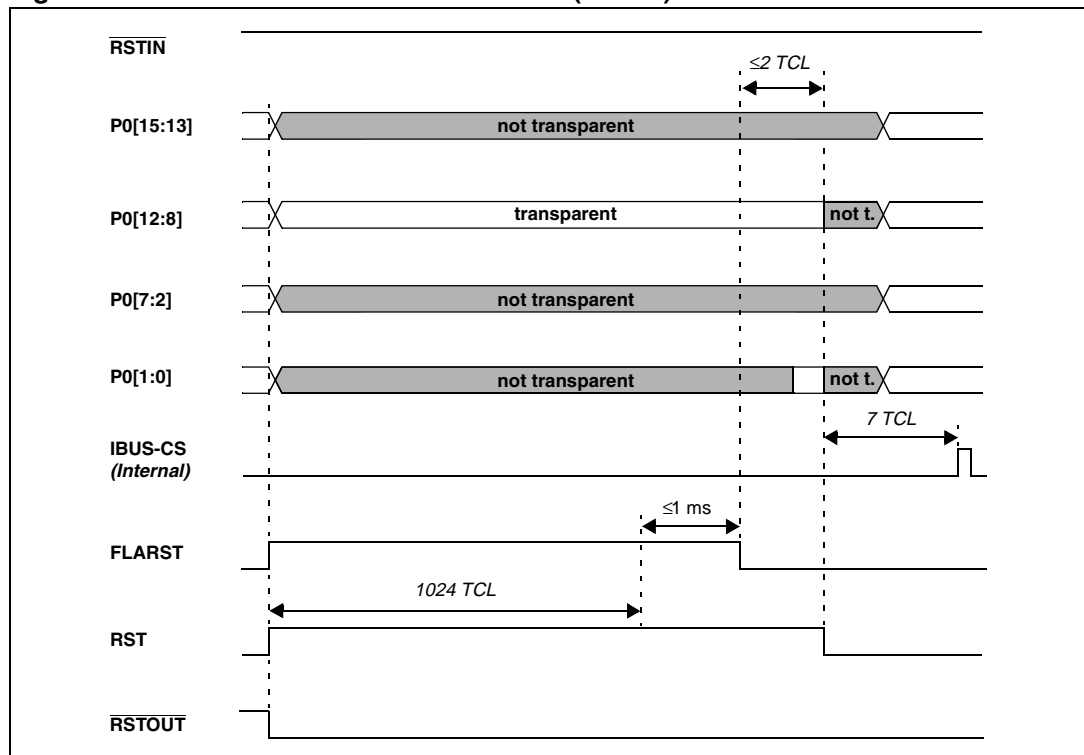 RSTIN
≤2 TCL
P0[15:13]
not transparent
P0[12:8]
transparent
not t.
P0[7:2]
not transparent
P0[1:0]
not transparent
not t.
7 TCL
IBUS-CS
(Internal)
≤1 ms
FLARST
1024 TCL
RST
RSTOUT